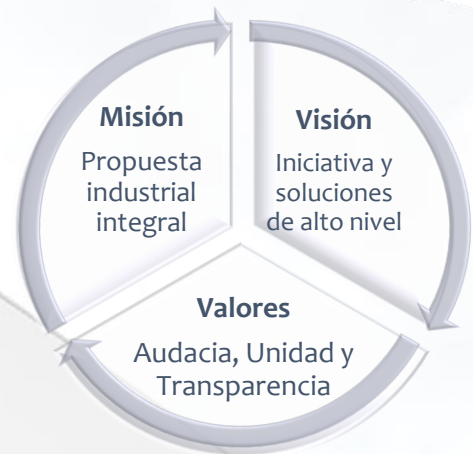 Misión
Propuesta
industrial
integral
Visión
Iniciativa y
soluciones
de alto nivel
Valores
Audacia, Unidad y
Transparencia